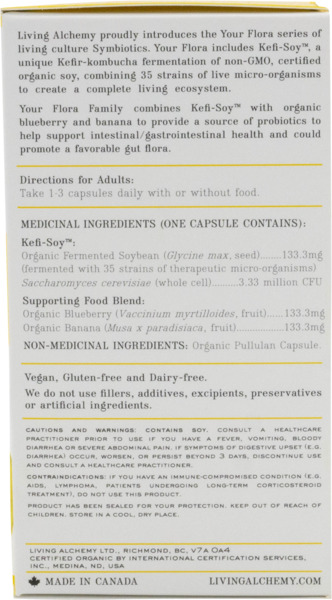 Living Alchemy proudly introduces the Your Flora series of
living culture Symbiotics. Your Flora includes Kefi-Soy™, a
unique Kefir-kombucha fermentation of non-GMO, certified
organic soy, combining 35 strains of live micro-organisms
to create a complete living ecosystem.
Your Flora Family combines Kefi-Soy™ with organic
blueberry and banana to provide a source of probiotics to
help support intestinal/gastrointestinal health and could
promote a favorable gut flora.
Directions for Adults:
Take 1-3 capsules daily with or without food.
MEDICINAL INGREDIENTS (ONE CAPSULE CONTAINS):
Kefi-Soy™:
Organic Fermented Soybean (Glycine max, seed)......133.3mg
(fermented with 35 strains of therapeutic micro-organisms)
Saccharomyces cerevisiae (whole cell)..........3.33 million CFU
Supporting Food Blend:
Organic Blueberry (Vaccinium myrtilloides, fruit)......133.3mg
Organic Banana (Musa x paradisiaca, fruit)..............133.3mg
NON-MEDICINAL INGREDIENTS: Organic Pullulan Capsule.
Vegan, Gluten-free and Dairy-free.
We do not use fillers, additives, excipients, preservatives
or artificial ingredients.
CAUTIONS AND WARNINGS: CONTAINS SOY. CONSULT A HEALTHCARE
PRACTITIONER PRIOR TO USE IF YOU HAVE A FEVER, VOMITING, BLOODY
DIARRHEA OR SEVERE ABDOMINAL PAIN. IF SYMPTOMS OF DIGESTIVE UPSET (E.G.
DIARRHEA) OCCUR, WORSEN, OR PERSIST BEYOND 3 DAYS, DISCONTINUE USE
AND CONSULT A HEALTHCARE PRACTITIONER.
CONTRAINDICATIONS: IF YOU HAVE AN IMMUNE-COMPROMISED CONDITION (E.G.
AIDS, LYMPHOMA, PATIENTS UNDERGOING LONG-TERM CORTICOSTEROID
TREATMENT), DO NOT USE THIS PRODUCT.
PRODUCT HAS BEEN SEALED FOR YOUR PROTECTION. KEEP OUT OF REACH OF
CHILDREN. STORE IN A COOL, DRY PLACE.
LIVING ALCHEMY LTD., RICHMOND, BC, V7A 0A4
CERTIFIED ORGANIC BY INTERNATIONAL CERTIFICATION SERVICES,
INC., MEDINA, ND, USA
MADE IN CANADA LIVINGALCHEMY.COM